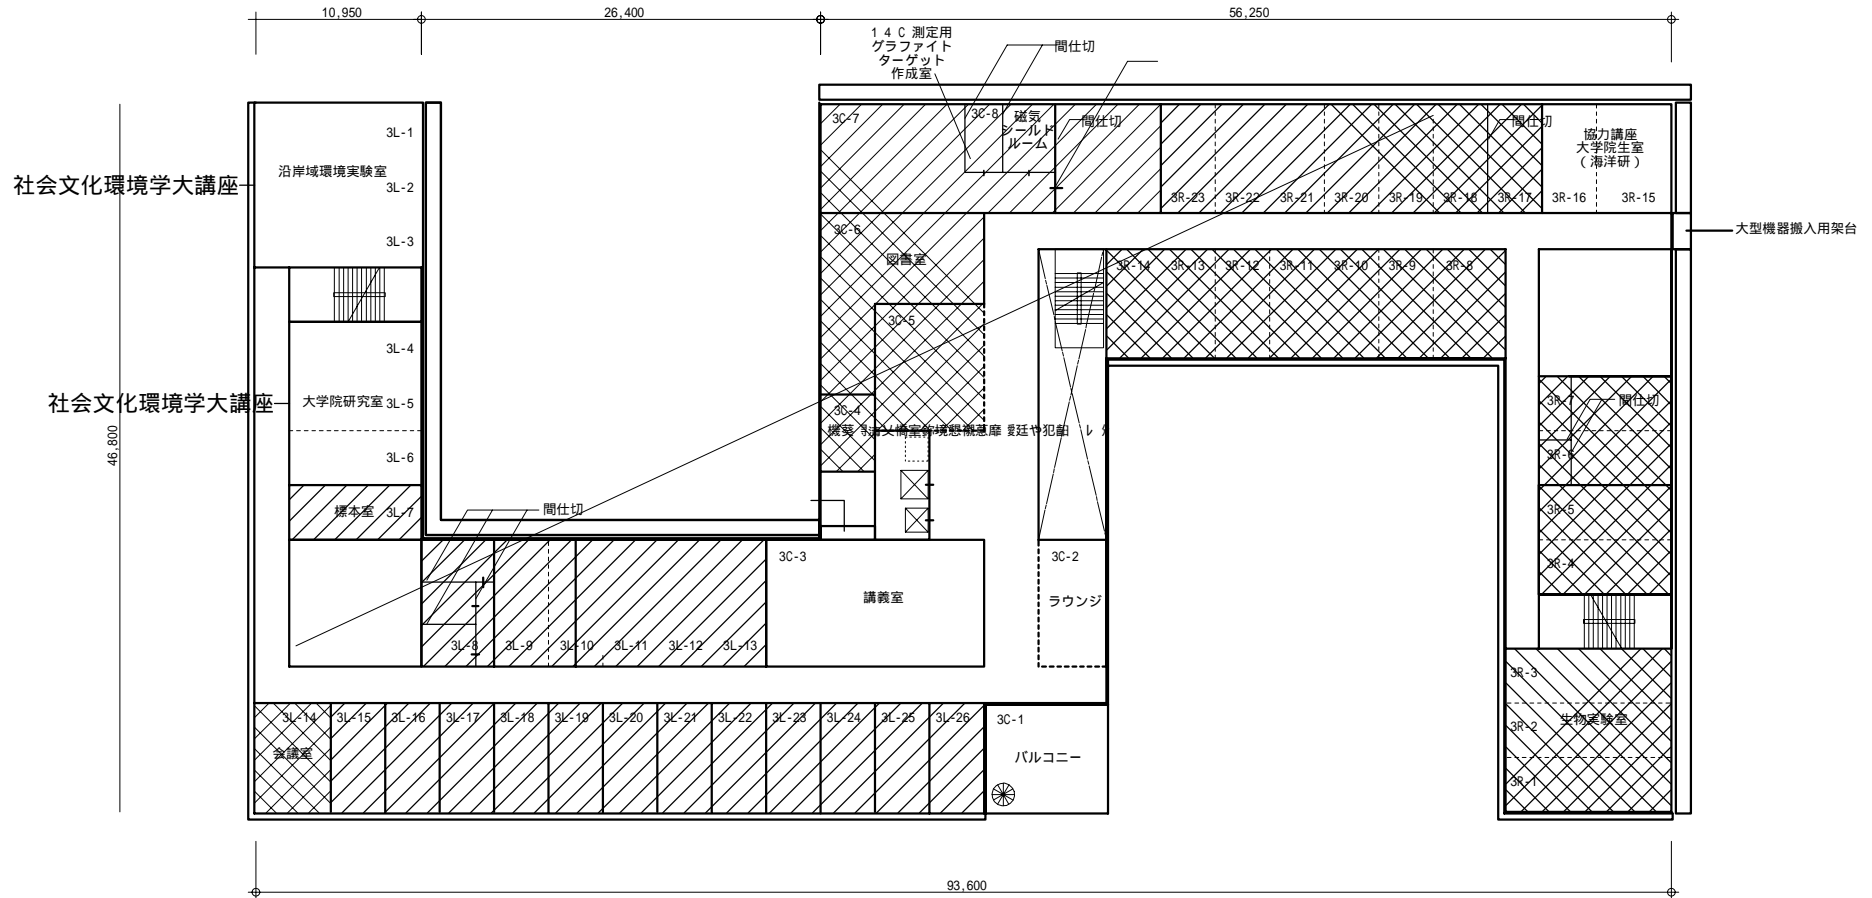 10,950
26,400
56,250
１４Ｃ 測定用
グラファイト
ターゲット
作成室
間仕切
3C-7
3C-8
磁気
シールド
ルーム
間仕切
間仕切
協力講座
大学院生室
(海洋研)
3R-23
3R-22
3R-21
3R-20
3R-19
3R-18
3R-17
3R-16
3R-15
大型機器搬入用架台
3L-1
沿岸域環境実験室
社会文化環境学大講座
3L-2
3L-3
3C-6
図書室
3R-14
3R-13
3R-12
3R-11
3R-10
3R-9
3R-8
3C-5
3L-4
社会文化環境学大講座
大学院研究室
3L-5
3L-6
46,800
3C-4
3R-7
間仕切
3R-6
標本室
3L-7
間仕切
3R-5
3R-4
3C-3
講義室
3C-2
ラウンジ
3L-8
3L-9
3L-10
3L-11
3L-12
3L-13
3R-3
3R-2
生物実験室
3R-1
3L-14
3L-15
3L-16
3L-17
3L-18
3L-19
3L-20
3L-21
3L-22
3L-23
3L-24
3L-25
3L-26
会議室
3C-1
バルコニー
93,600